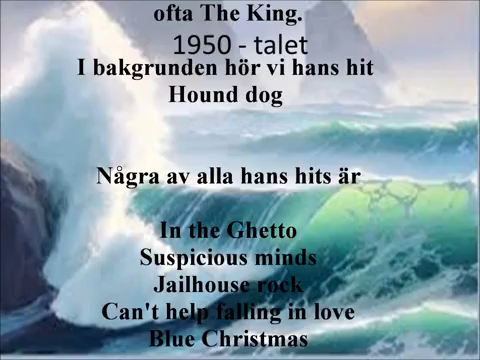 ofta The King.
1950 - talet
I bakgrunden hör vi hans hit
Hound dog
Några av alla hans hits är
In the Ghetto
Suspicious minds
Jailhouse rock
Can't help falling in love
Blue Christmas